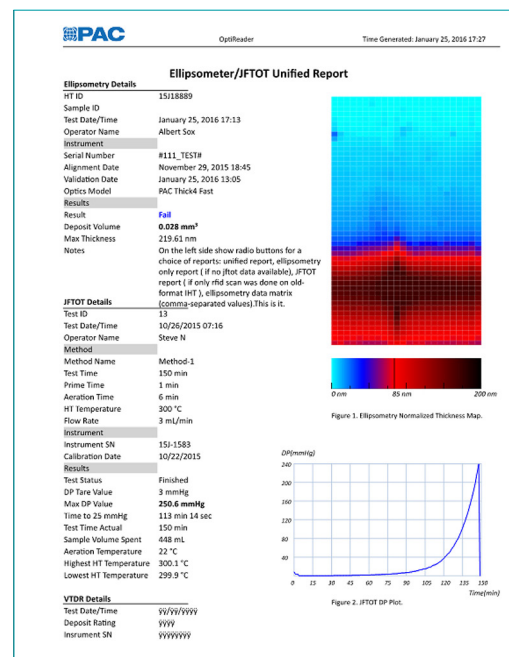 PAC
OptiReader
Time Generated: January 25, 2016 17:27
Ellipsometer/JFTOT Unified Report
Ellipsometry Details
HT ID 15J18889
Sample ID
Test Date/Time January 25, 2016 17:13
Operator Name Albert Sox
Instrument
Serial Number #111_TEST#
Alignment Date November 29, 2015 18:45
Validation Date January 25, 2016 13:05
Optics Model PAC Thick4 Fast
Results
Result Fail
Deposit Volume 0.028 mm³
Max Thickness 219.61 nm
Notes On the left side show radio buttons for a
choice of reports: unified report, ellipsometry
only report ( if no jftot data available), JFTOT
report ( if only rfid scan was done on old-
format IHT ), ellipsometry data matrix
(comma-separated values).This is it.
0 nm 85 nm 200 nm
Figure 1. Ellipsometry Normalized Thickness Map.
JFTOT Details
Test ID 13
Test Date/Time 10/26/2015 07:16
Operator Name Steve N
Method
Method Name Method-1
Test Time 150 min
Prime Time 1 min
Aeration Time 6 min
HT Temperature 300 °C
Flow Rate 3 mL/min
Instrument
Instrument SN 15J-1583
Calibration Date 10/22/2015
Results
Test Status Finished
DP Tare Value 3 mmHg
Max DP Value 250.6 mmHg
Time to 25 mmHg 113 min 14 sec
Test Time Actual 150 min
Sample Volume Spent 448 mL
Aeration Temperature 22 °C
Highest HT Temperature 300.1 °C
Lowest HT Temperature 299.9 °C
DP(mmHg)
240
200
160
120
80
40
0 15 30 45 60 75 90 105 120 135 150
Time(min)
Figure 2. JFTOT DP Plot.
VTDR Details
Test Date/Time ÿÿ/ÿÿ/ÿÿÿÿ
Deposit Rating ÿÿÿÿ
Insrument SN ÿÿÿÿÿÿÿÿ